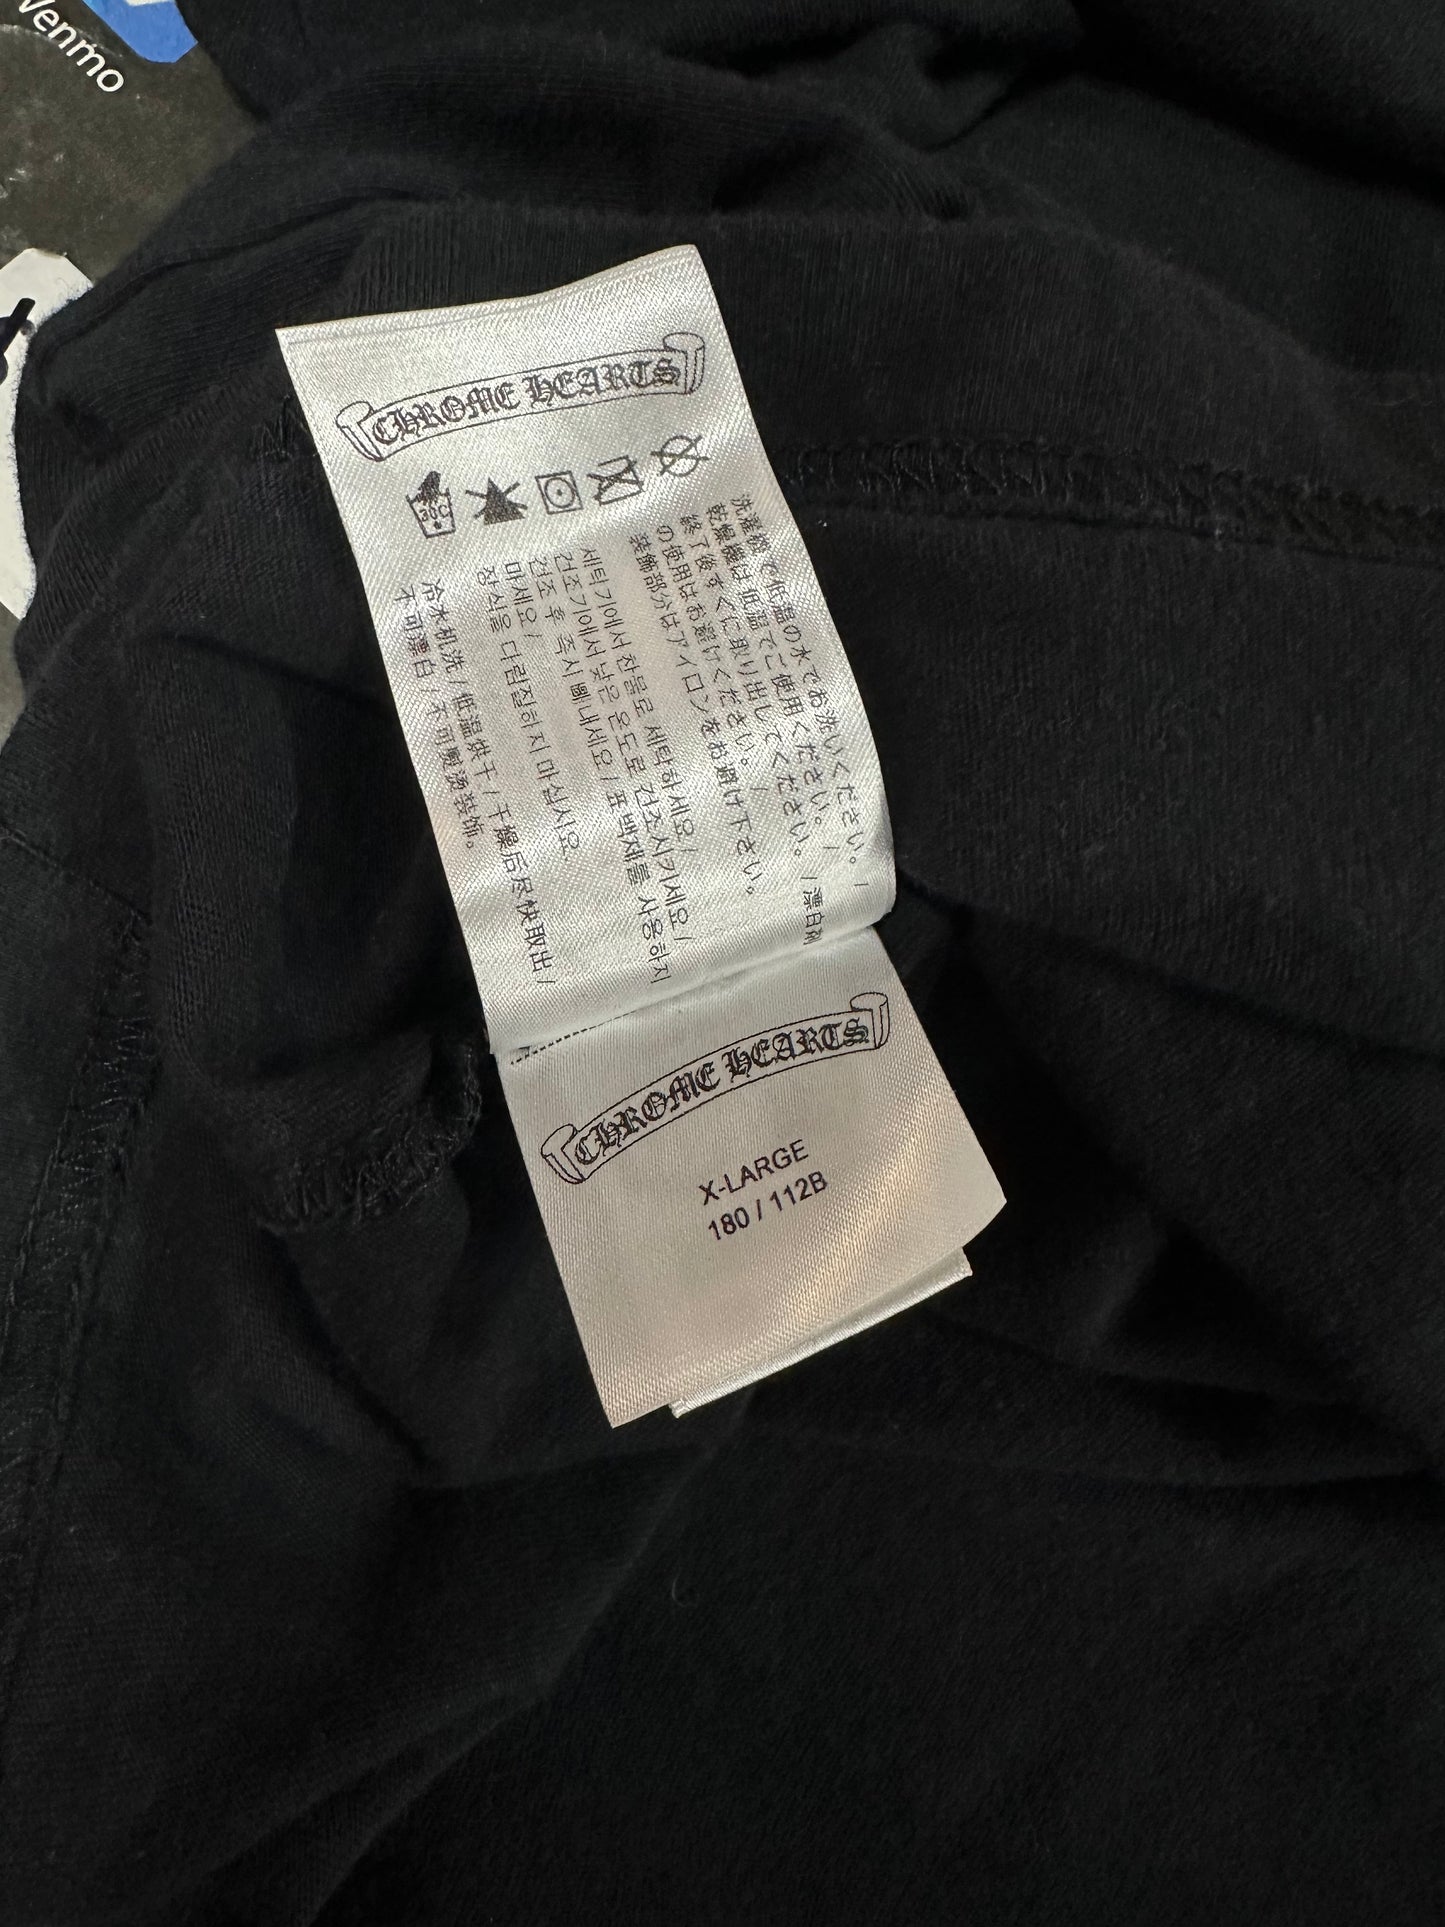 Venmo
CHROME HEARTS
30C
洗濯機で低温の水でお洗いください。 /
乾燥機は低温でご使用ください。 /
終了後すぐに取り出してください。 / 漂白剤
の使用はお避けください。 /
装飾部分はアイロンをお避け下さい。
세탁기에서 찬물로 세탁하세요 /
건조기에서 낮은 온도로 건조시키세요 /
건조 후 즉시 빼내세요 / 표백제를 사용하지
마세요 /
장식을 다림질하지 마십시요.
冷水机洗 / 低温烘干 / 干燥后尽快取出 /
不可漂白 / 不可熨烫装饰。
CHROME HEARTS
X-LARGE
180 / 112B